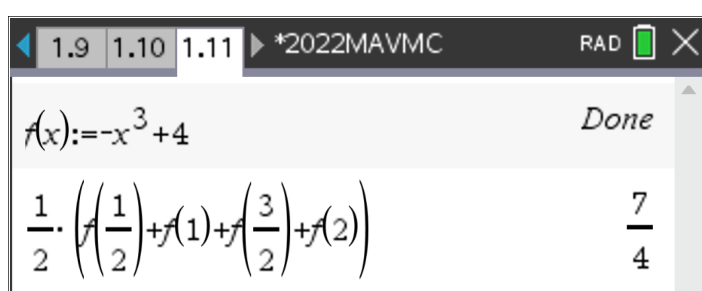 1.9 1.10 1.11 *2022MAVMC RAD
f(x):=-x³+4 Done
1/2·(f(1/2)+f(1)+f(3/2)+f(2)) 7/4